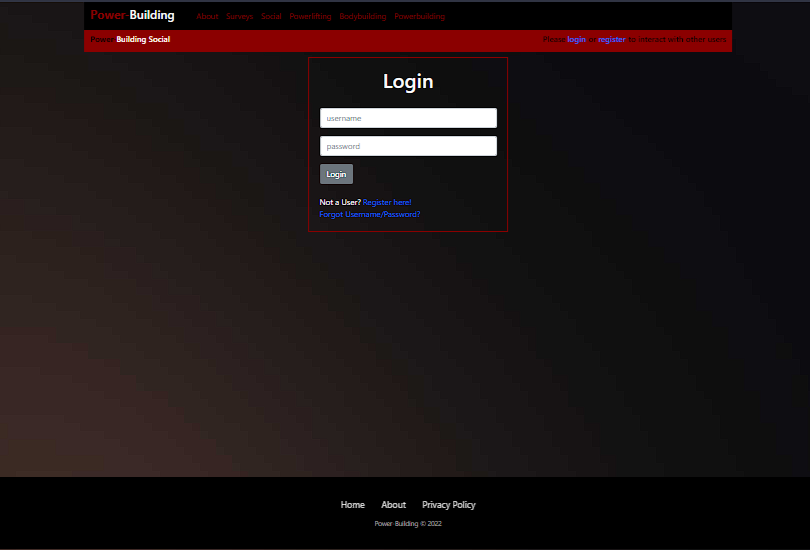 Power-Building About Surveys Social Powerlifting Bodybuilding Powerbuilding
Power-Building Social Please login or register to interact with other users
Login
username
password
Login
Not a User? Register here!
Forgot Username/Password?
Home About Privacy Policy
Power-Building © 2022